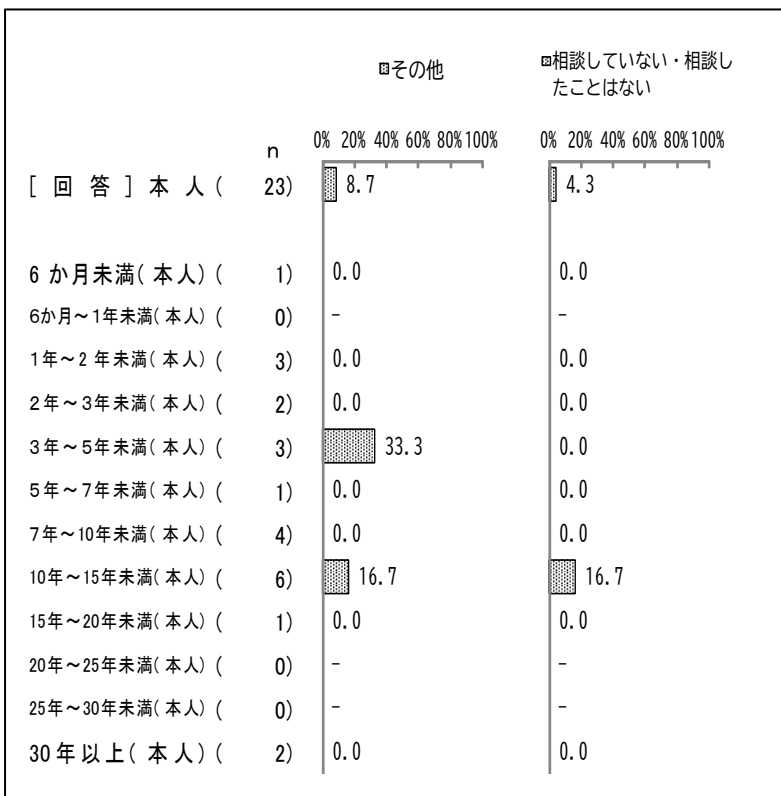 その他
相談していない・相談し
たことはない
n
0% 20% 40% 60% 80% 100%
0% 20% 40% 60% 80% 100%
[ 回 答 ] 本 人 ( 23) 8.7 4.3
6 か月未満( 本人) ( 1) 0.0 0.0
6か月～1年未満(本人) ( 0) − −
1年～2 年未満( 本人) ( 3) 0.0 0.0
2年～3年未満( 本人) ( 2) 0.0 0.0
3年～5年未満( 本人) ( 3) 33.3 0.0
5年～7年未満( 本人) ( 1) 0.0 0.0
7年～10年未満( 本人) ( 4) 0.0 0.0
10年～15年未満( 本人) ( 6) 16.7 16.7
15年～20年未満( 本人) ( 1) 0.0 0.0
20年～25年未満( 本人) ( 0) − −
25年～30年未満( 本人) ( 0) − −
30 年 以 上 ( 本 人 ) ( 2) 0.0 0.0